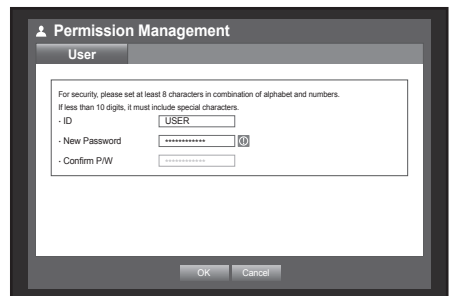 Permission Management
User
For security, please set at least 8 characters in combination of alphabet and numbers.
If less than 10 digits, it must include special characters.
· ID USER
· New Password ************
· Confirm P/W ************
OK Cancel